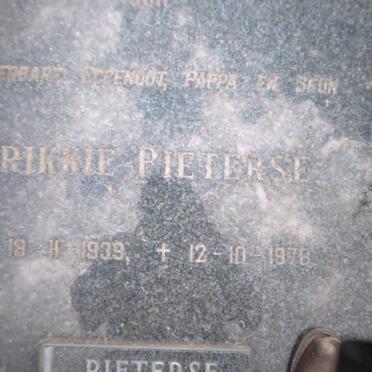 EGGENOOT, PAPPA EN SEUN
RIKKIE PIETERSE
19-11-1939, + 12-10-1976
PIETERSE